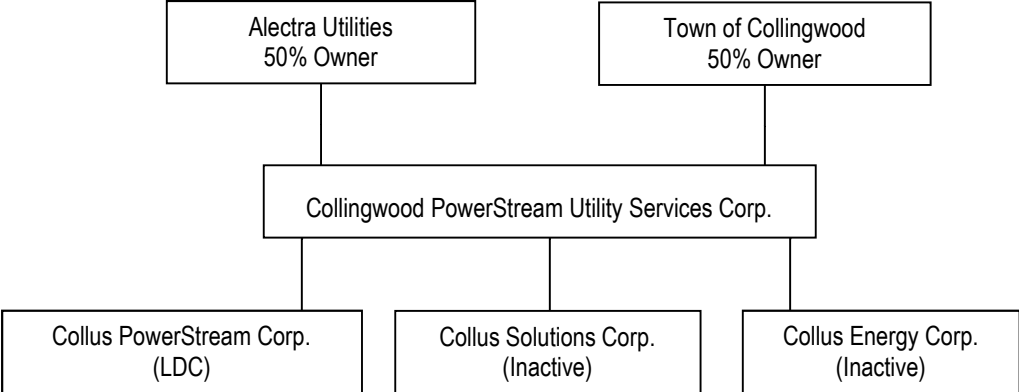 Alectra Utilities
50% Owner
Town of Collingwood
50% Owner
Collingwood PowerStream Utility Services Corp.
Collus PowerStream Corp.
(LDC)
Collus Solutions Corp.
(Inactive)
Collus Energy Corp.
(Inactive)